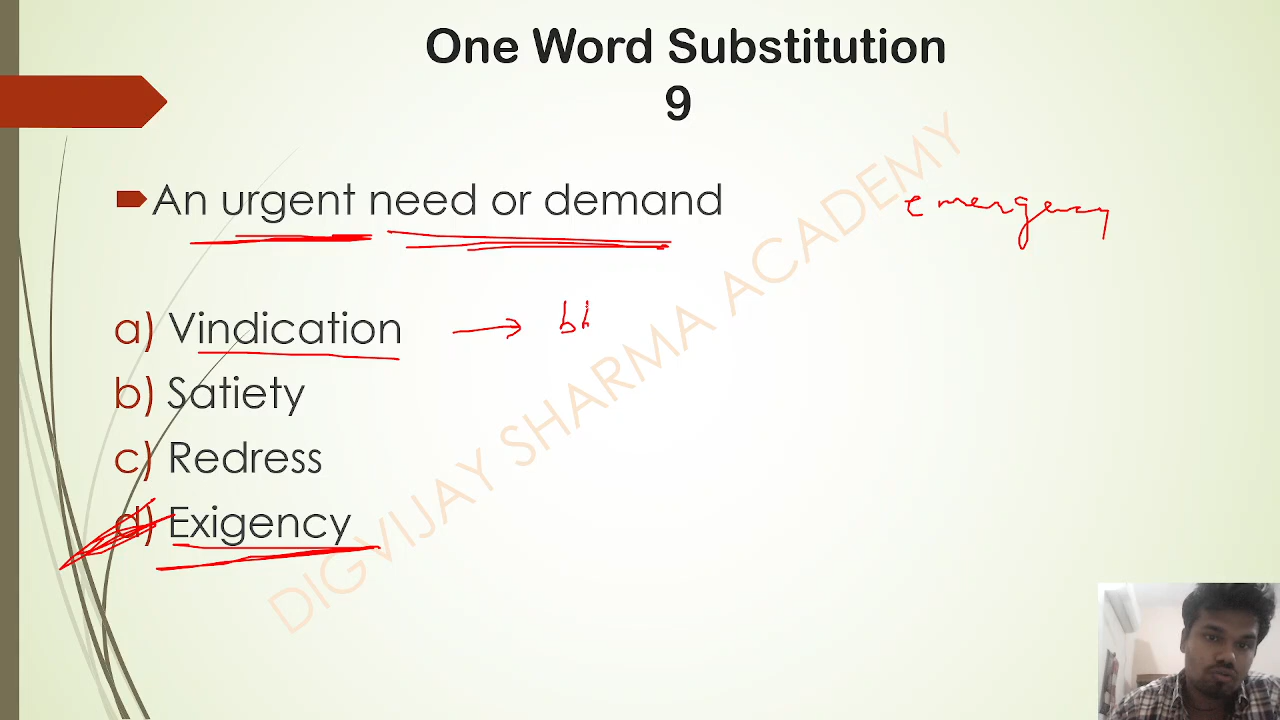 One Word Substitution
9
An urgent need or demand
emergency
a) Vindication
b) Satiety
c) Redress
d) Exigency
DIGVIJAY SHARMA ACADEMY